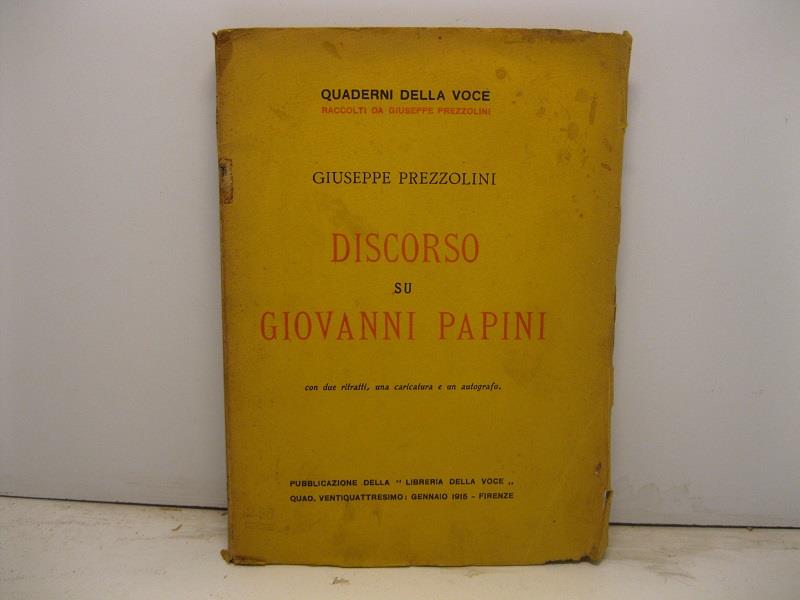 QUADERNI DELLA VOCE
RACCOLTI DA GIUSEPPE PREZZOLINI
GIUSEPPE PREZZOLINI
DISCORSO
SU
GIOVANNI PAPINI
con due ritratti, una caricatura e un autografo.
PUBBLICAZIONE DELLA “ LIBRERIA DELLA VOCE „
QUAD. VENTIQUATTRESIMO: GENNAIO 1915 - FIRENZE